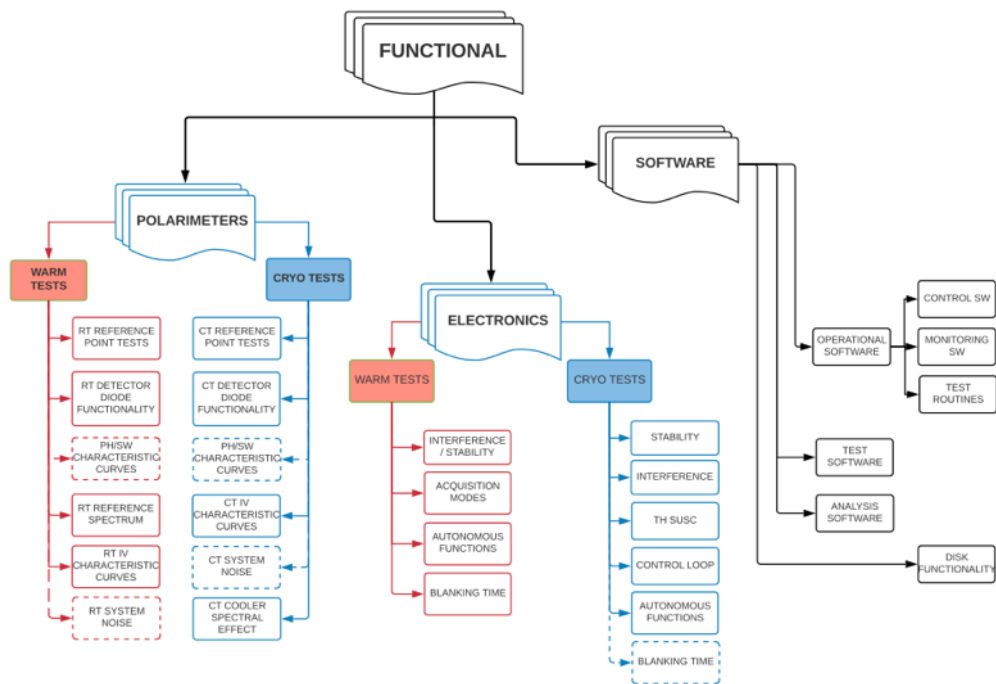 FUNCTIONAL
SOFTWARE
POLARIMETERS
WARM
TESTS
CRYO TESTS
RT REFERENCE
POINT TESTS
RT DETECTOR
DIODE
FUNCTIONALITY
PH/SW
CHARACTERISTIC
CURVES
RT REFERENCE
SPECTRUM
RT IV
CHARACTERISTIC
CURVES
RT SYSTEM
NOISE
CT REFERENCE
POINT TESTS
CT DETECTOR
DIODE
FUNCTIONALITY
PH/SW
CHARACTERISTIC
CURVES
CT IV
CHARACTERISTIC
CURVES
CT SYSTEM
NOISE
CT COOLER
SPECTRAL
EFFECT
ELECTRONICS
WARM TESTS
CRYO TESTS
INTERFERENCE
/ STABILITY
ACQUISITION
MODES
AUTONOMOUS
FUNCTIONS
BLANKING TIME
STABILITY
INTERFERENCE
TH SUSC
CONTROL LOOP
AUTONOMOUS
FUNCTIONS
BLANKING TIME
OPERATIONAL
SOFTWARE
CONTROL SW
MONITORING
SW
TEST
ROUTINES
TEST
SOFTWARE
ANALYSIS
SOFTWARE
DISK
FUNCTIONALITY